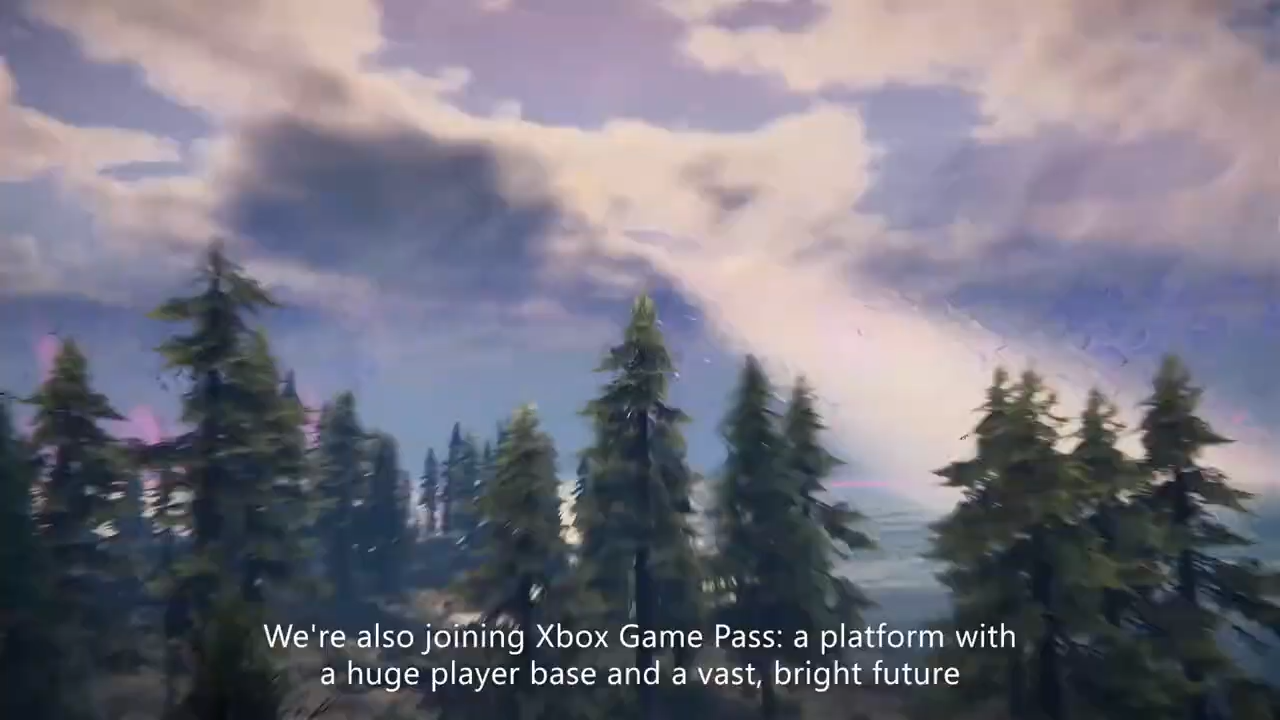 We're also joining Xbox Game Pass: a platform with
a huge player base and a vast, bright future